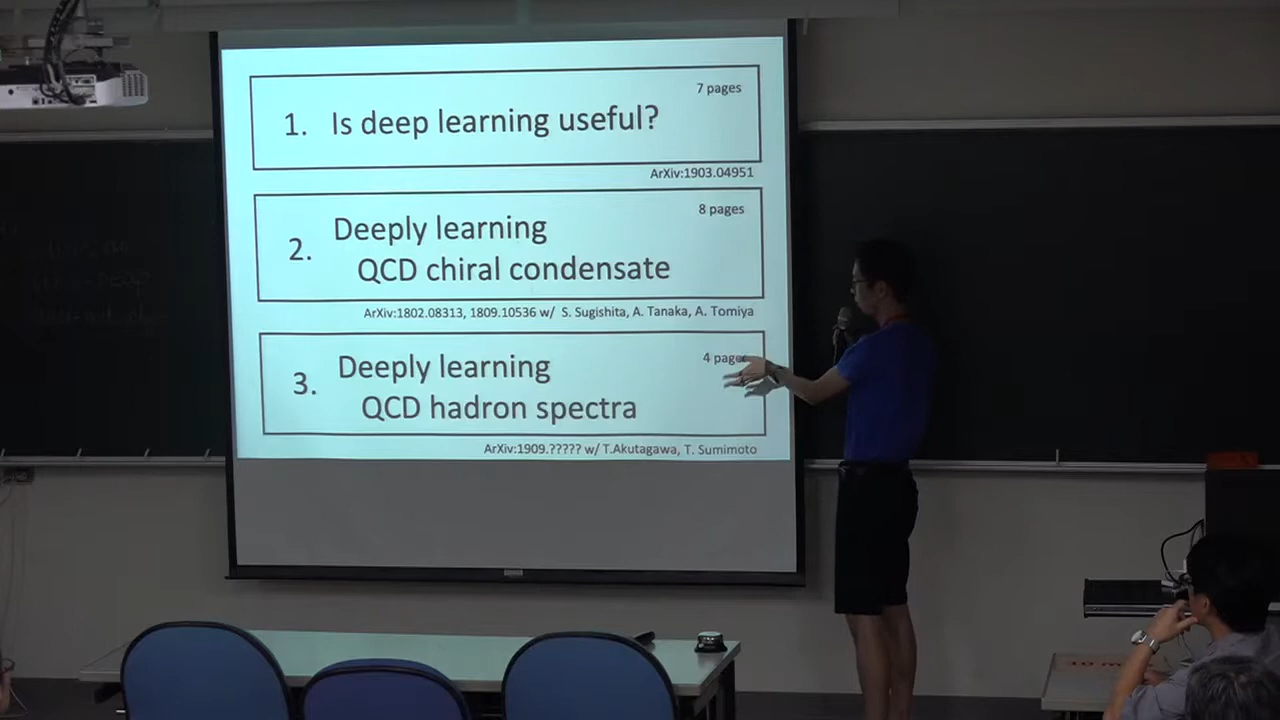 7 pages
1. Is deep learning useful?
ArXiv:1903.04951
8 pages
2. Deeply learning
QCD chiral condensate
ArXiv:1802.08313, 1809.10536 w/ S. Sugishita, A. Tanaka, A. Tomiya
4 pages
3. Deeply learning
QCD hadron spectra
ArXiv:1909.????? w/ T.Akutagawa, T. Sumimoto